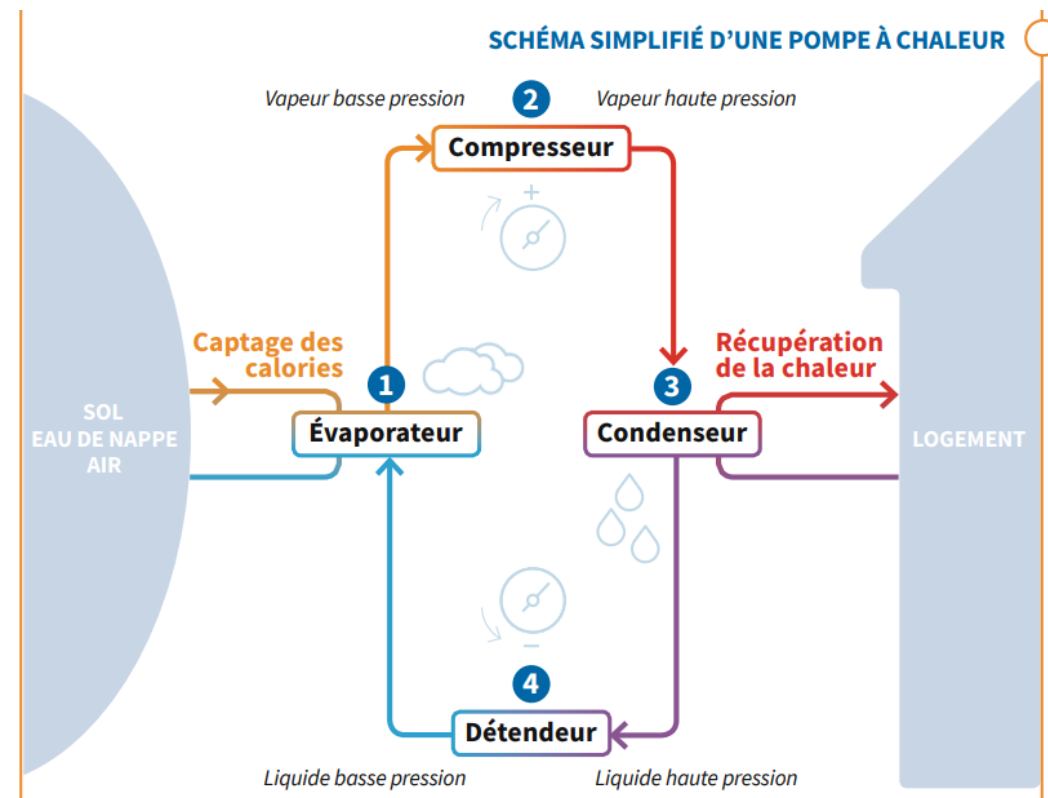 SCHÉMA SIMPLIFIÉ D'UNE POMPE À CHALEUR
Vapeur basse pression
2
Vapeur haute pression
Compresseur
+
Captage des
calories
Récupération
de la chaleur
1
3
SOL
EAU DE NAPPE
AIR
Évaporateur
Condenseur
LOGEMENT
−
4
Détendeur
Liquide basse pression
Liquide haute pression